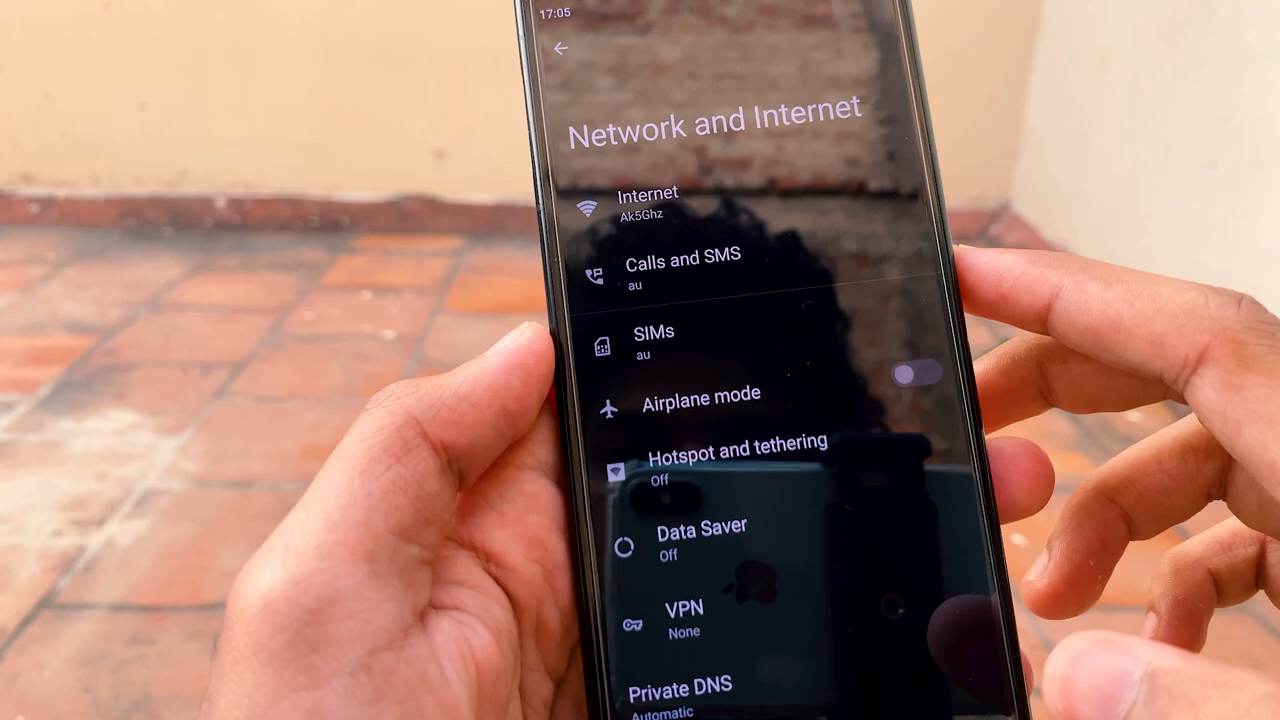 17:05
Network and Internet
Internet
Ak5Ghz
Calls and SMS
au
SIMs
au
Airplane mode
Hotspot and tethering
Off
Data Saver
Off
VPN
None
Private DNS
Automatic